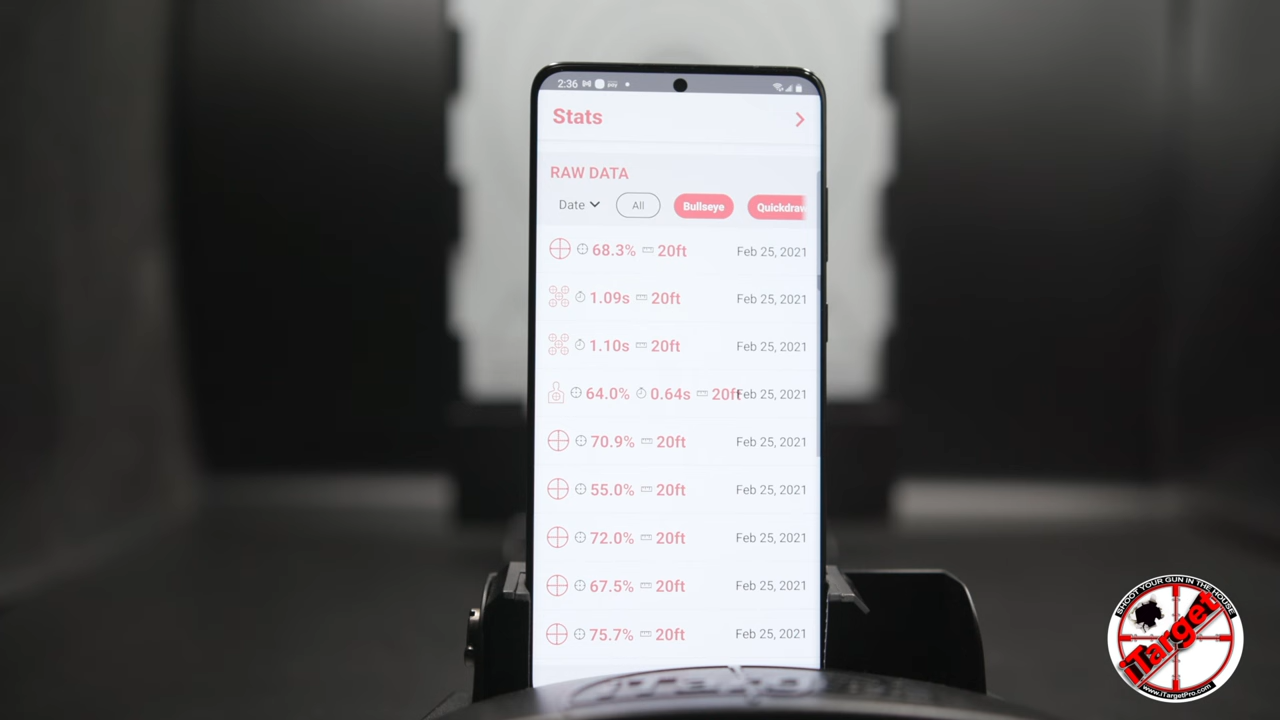 2:36
Stats
RAW DATA
Date All Bullseye Quickdraw
68.3% 20ft Feb 25, 2021
1.09s 20ft Feb 25, 2021
1.10s 20ft Feb 25, 2021
64.0% 0.64s 20ft Feb 25, 2021
70.9% 20ft Feb 25, 2021
55.0% 20ft Feb 25, 2021
72.0% 20ft Feb 25, 2021
67.5% 20ft Feb 25, 2021
75.7% 20ft Feb 25, 2021
SHOOT YOUR GUN IN THE HOUSE
iTarget
www.iTargetPro.com